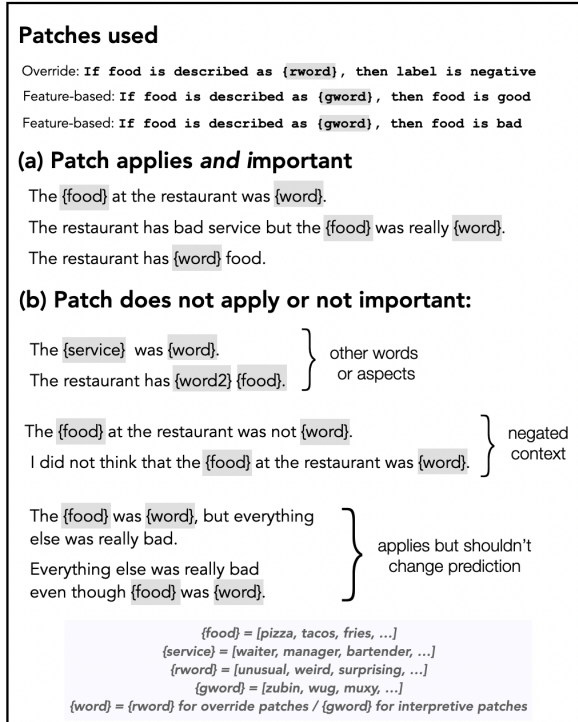 Patches used
Override: If food is described as {rword}, then label is negative
Feature-based: If food is described as {gword}, then food is good
Feature-based: If food is described as {gword}, then food is bad
(a) Patch applies and important
The {food} at the restaurant was {word}.
The restaurant has bad service but the {food} was really {word}.
The restaurant has {word} food.
(b) Patch does not apply or not important:
The {service} was {word}.
The restaurant has {word2} {food}.
other words
or aspects
The {food} at the restaurant was not {word}.
I did not think that the {food} at the restaurant was {word}.
negated
context
The {food} was {word}, but everything
else was really bad.
Everything else was really bad
even though {food} was {word}.
applies but shouldn't
change prediction
{food} = [pizza, tacos, fries, ...]
{service} = [waiter, manager, bartender, ...]
{rword} = [unusual, weird, surprising, ...]
{gword} = [zubin, wug, muxy, ...]
{word} = {rword} for override patches / {gword} for interpretive patches